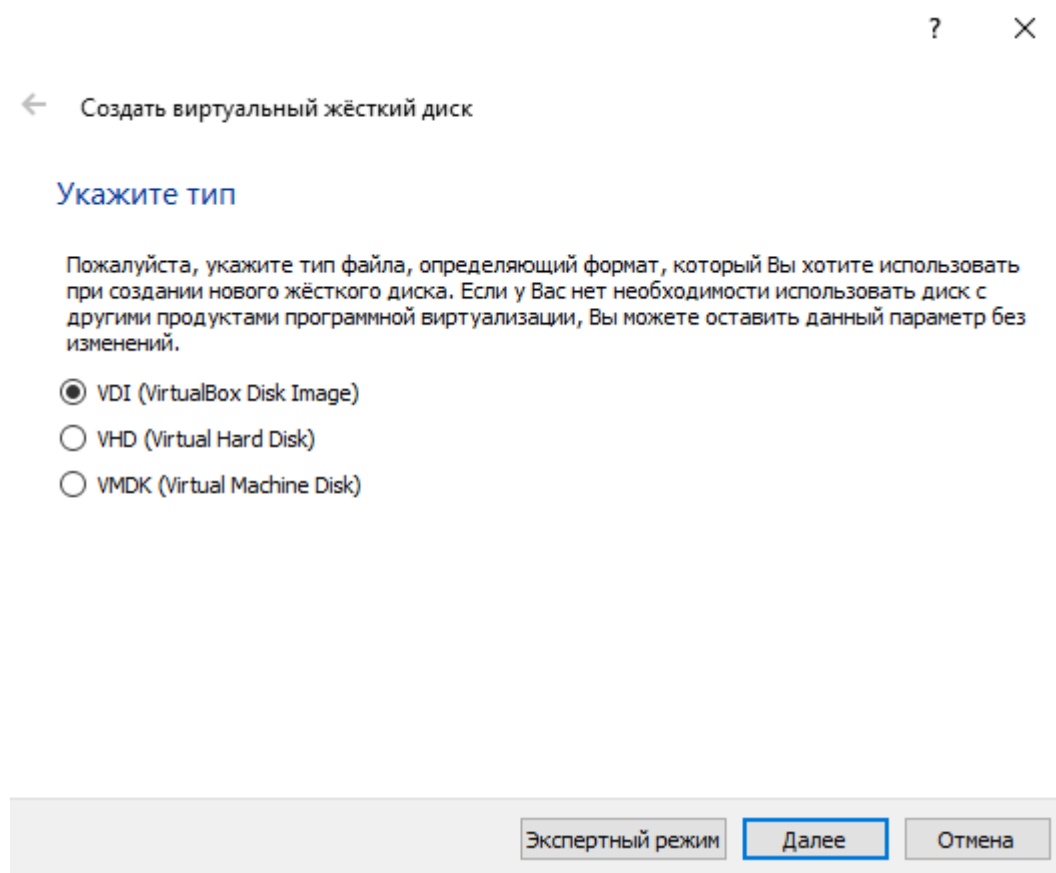 ?
Создать виртуальный жёсткий диск
Укажите тип
Пожалуйста, укажите тип файла, определяющий формат, который Вы хотите использовать
при создании нового жёсткого диска. Если у Вас нет необходимости использовать диск с
другими продуктами программной виртуализации, Вы можете оставить данный параметр без
изменений.
VDI (VirtualBox Disk Image)
VHD (Virtual Hard Disk)
VMDK (Virtual Machine Disk)
Экспертный режим Далее Отмена